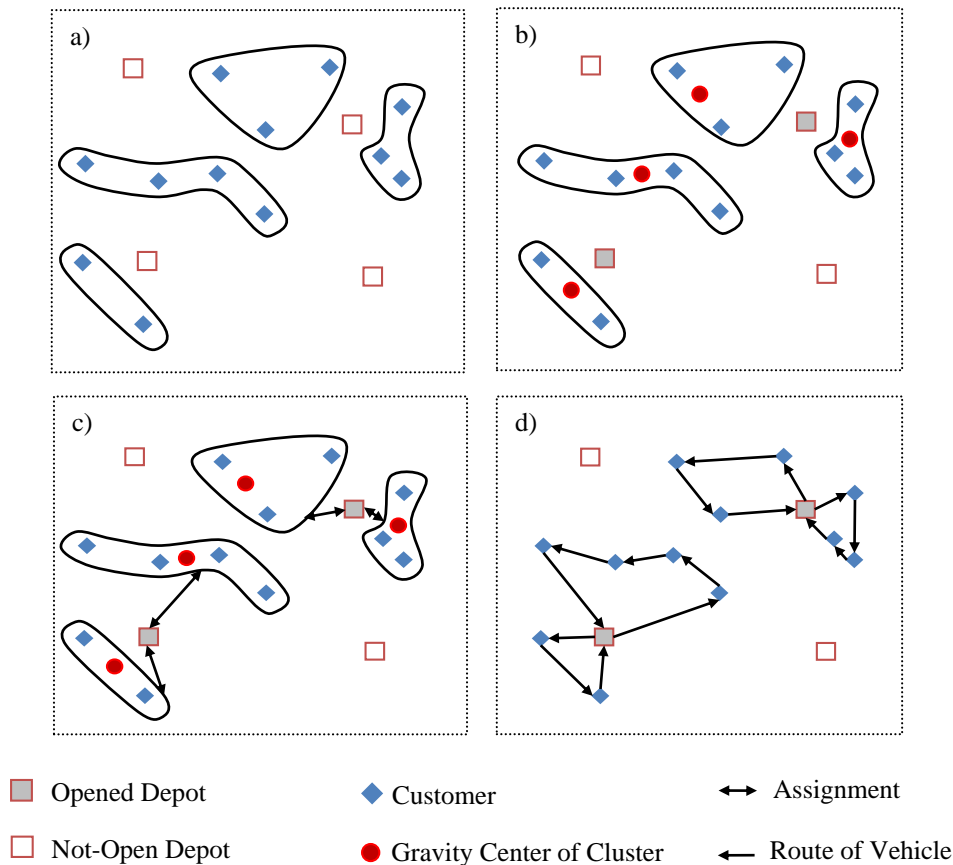 a)
b)
c)
d)
Opened Depot
Customer
Assignment
Not-Open Depot
Gravity Center of Cluster
Route of Vehicle